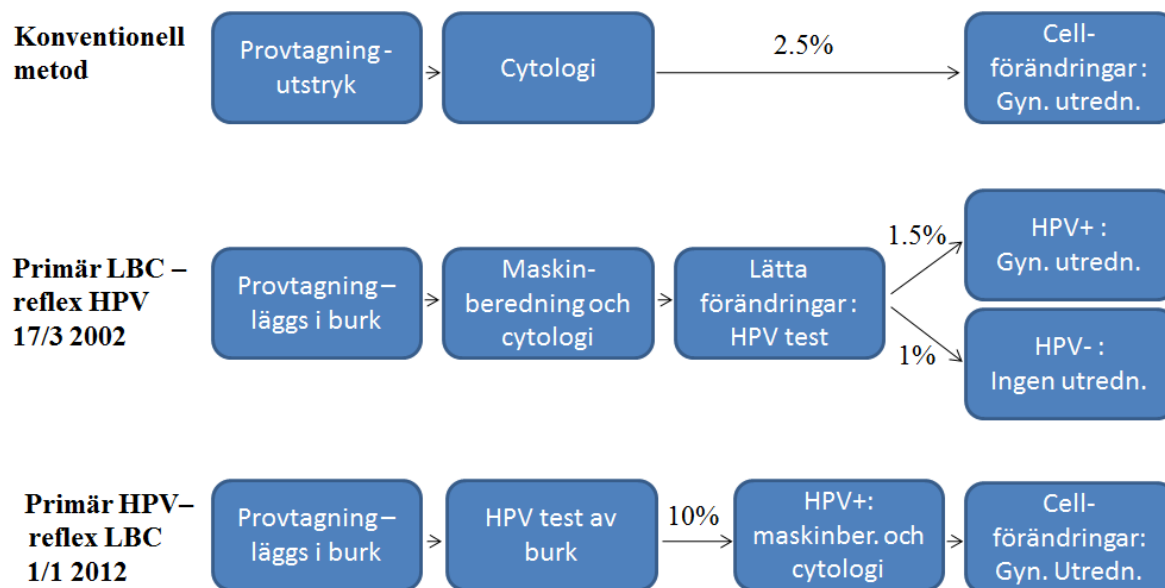 Konventionell
metod
Provtagning -
utstryk
Cytologi
2.5%
Cell-
förändringar :
Gyn. utredn.
Primär LBC –
reflex HPV
17/3 2002
Provtagning –
läggs i burk
Maskin-
beredning och
cytologi
Lätta
förändringar :
HPV test
1.5%
HPV+ :
Gyn. utredn.
1%
HPV- :
Ingen utredn.
Primär HPV–
reflex LBC
1/1 2012
Provtagning –
läggs i burk
HPV test av
burk
10%
HPV+:
maskinber. och
cytologi
Cell-
förändringar:
Gyn. Utredn.